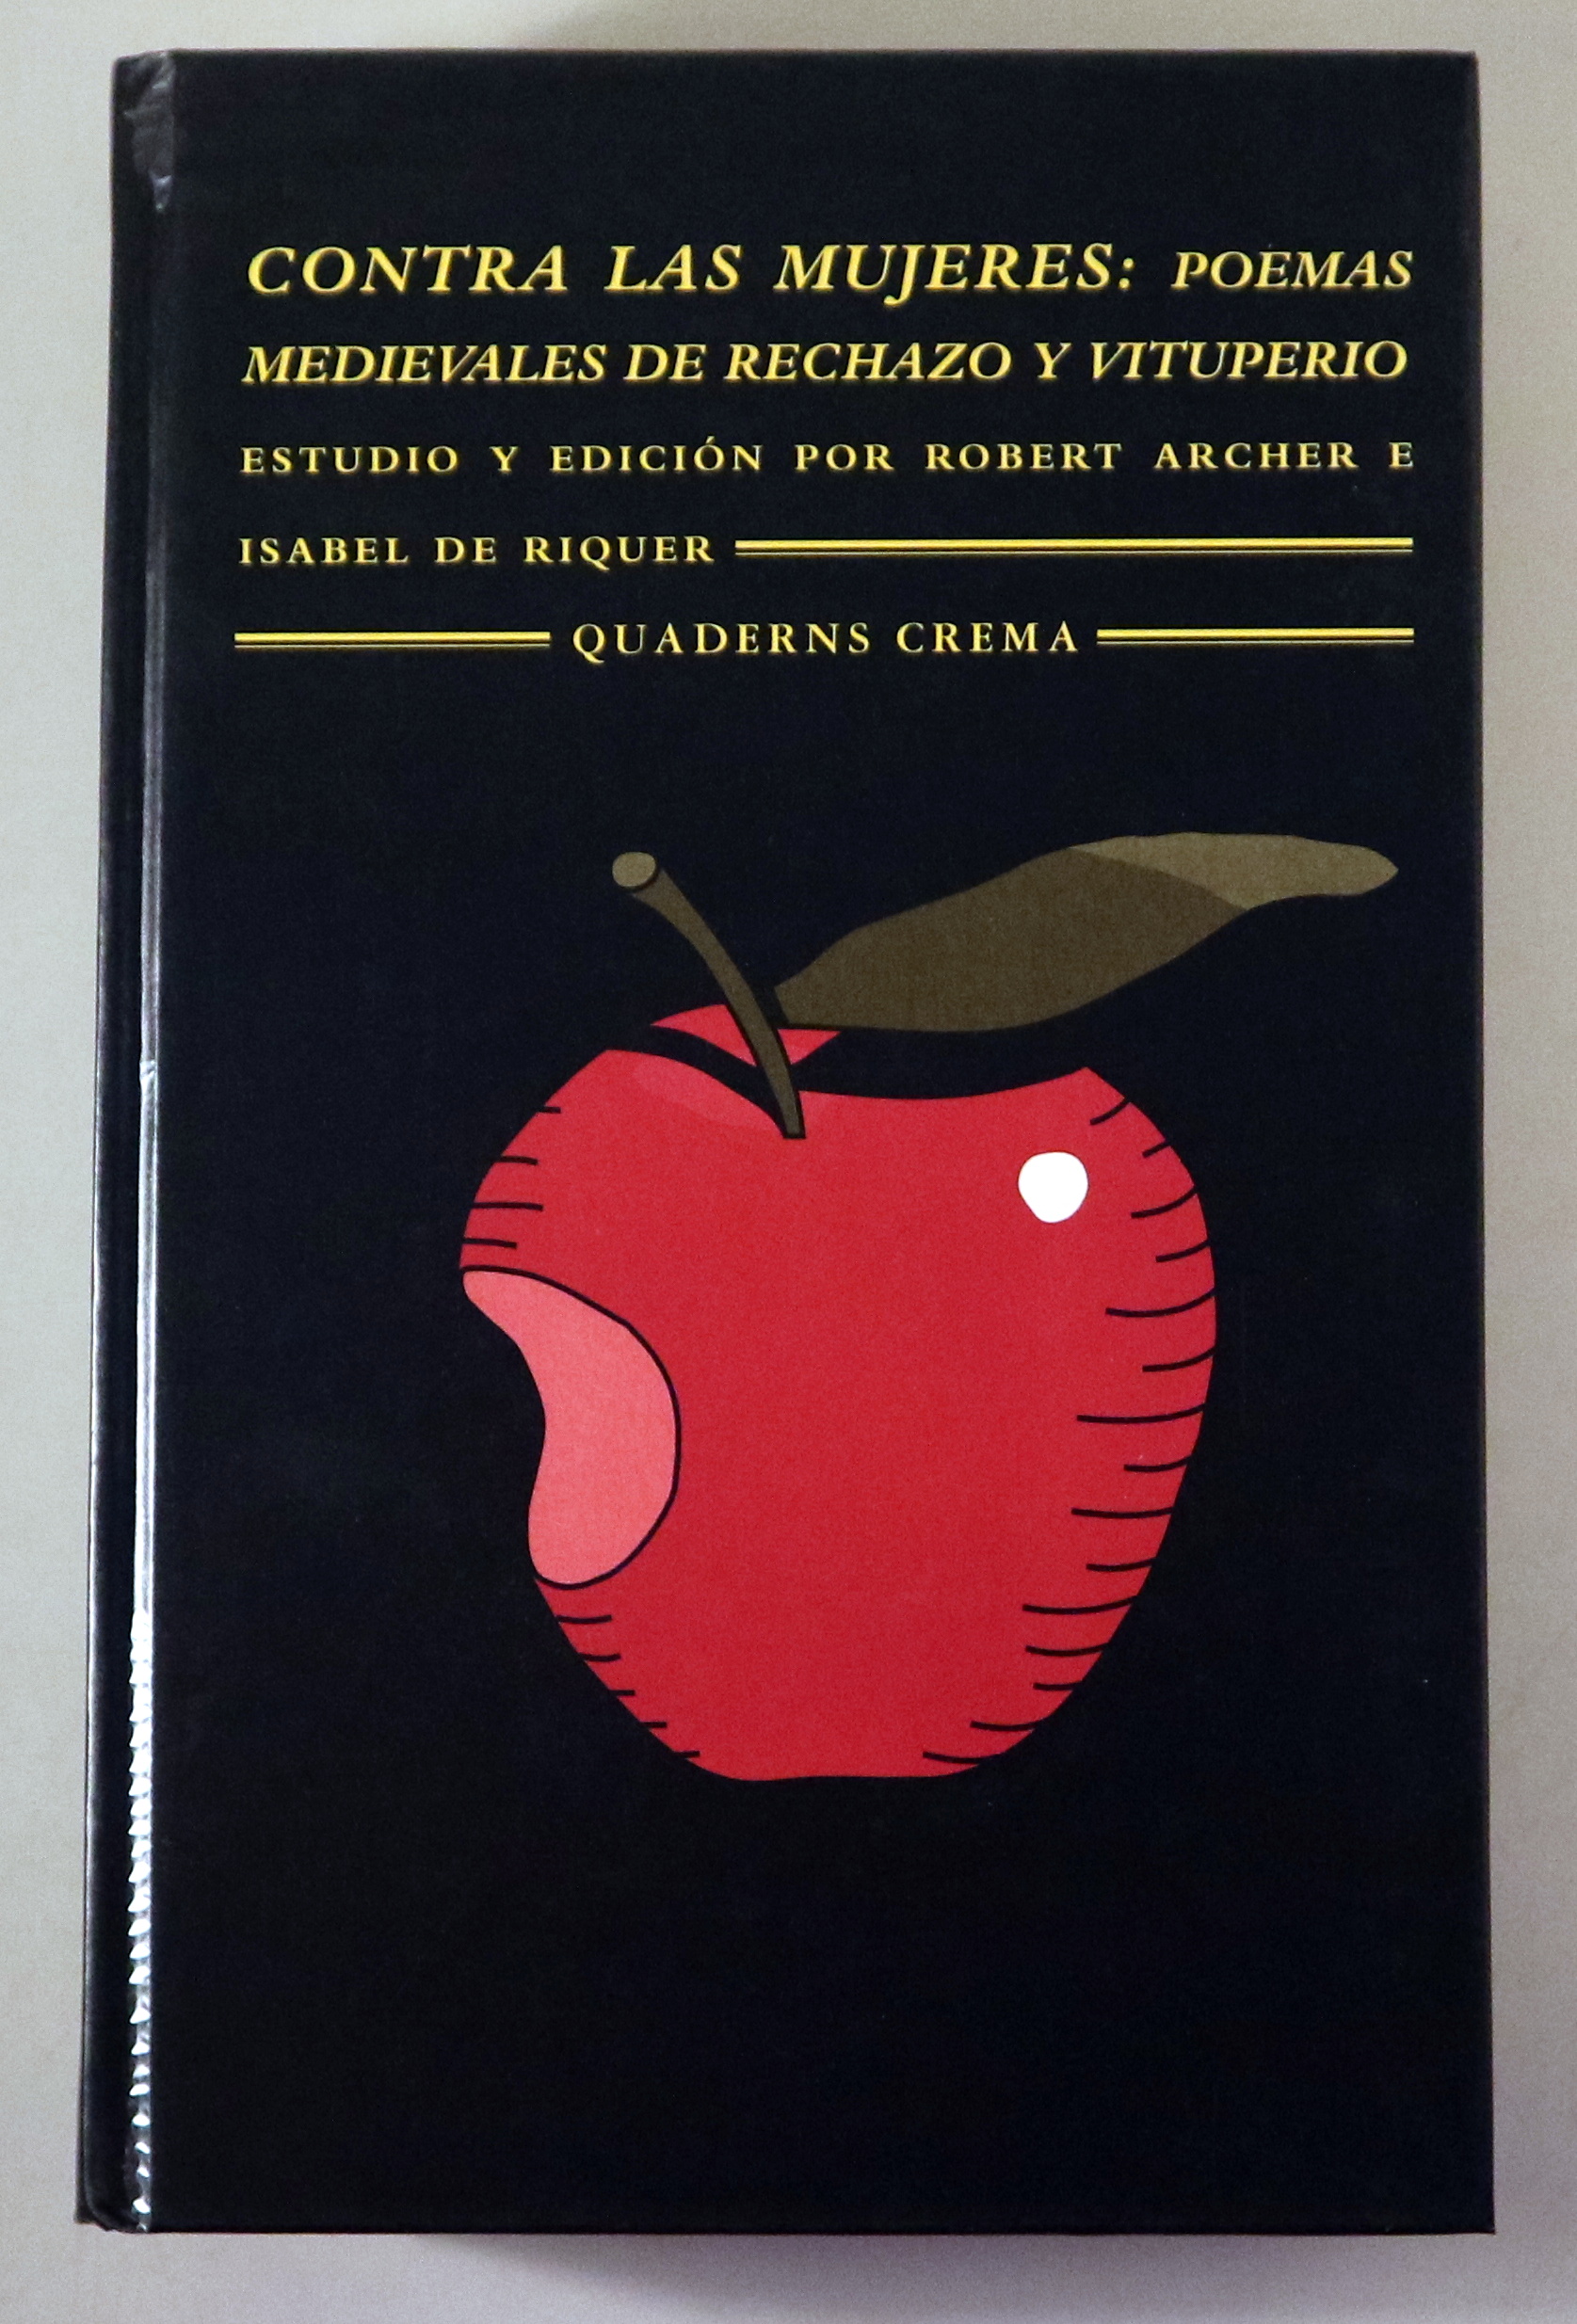 CONTRA LAS MUJERES: POEMAS
MEDIEVALES DE RECHAZO Y VITUPERIO
ESTUDIO Y EDICIÓN POR ROBERT ARCHER E
ISABEL DE RIQUER
QUADERNS CREMA